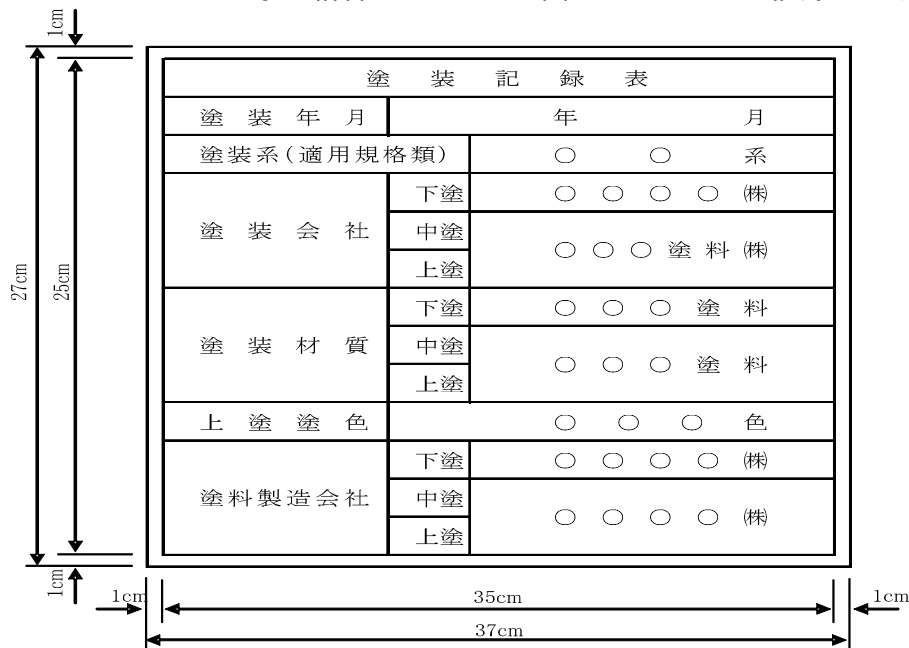 1cm
塗装記録表
塗装年月 年 月
塗装系(適用規格類) ○ ○ 系
塗装会社 下塗 ○ ○ ○ ○ ㈱
中塗 ○ ○ ○ 塗料 ㈱
上塗
塗装材質 下塗 ○ ○ ○ 塗料
中塗 ○ ○ ○ 塗料
上塗
上塗塗色 ○ ○ ○ 色
塗料製造会社 下塗 ○ ○ ○ ○ ㈱
中塗 ○ ○ ○ ○ ㈱
上塗
27cm
25cm
1cm
1cm
35cm
1cm
37cm